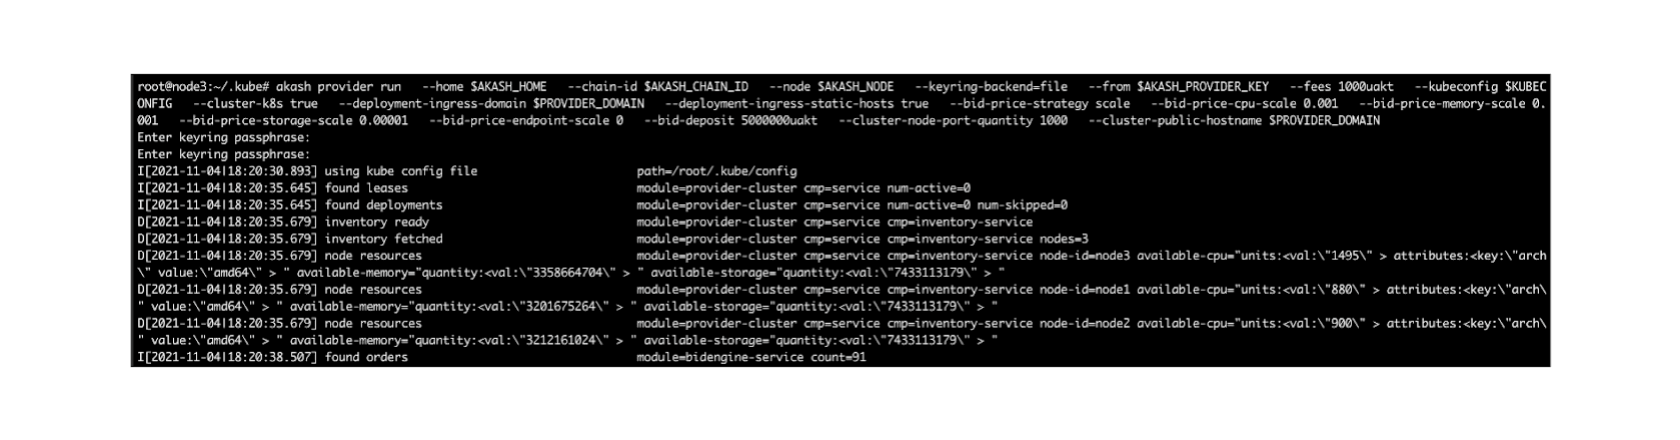 root@node3:~/.kube# akash provider run --home $AKASH_HOME --chain-id $AKASH_CHAIN_ID --node $AKASH_NODE --keyring-backend=file --from $AKASH_PROVIDER_KEY --fees 1000uakt --kubeconfig $KUBEC
ONFIG --cluster-k8s true --deployment-ingress-domain $PROVIDER_DOMAIN --deployment-ingress-static-hosts true --bid-price-strategy scale --bid-price-cpu-scale 0.001 --bid-price-memory-scale 0.
001 --bid-price-storage-scale 0.00001 --bid-price-endpoint-scale 0 --bid-deposit 5000000uakt --cluster-node-port-quantity 1000 --cluster-public-hostname $PROVIDER_DOMAIN
Enter keyring passphrase:
Enter keyring passphrase:
I[2021-11-04|18:20:30.893] using kube config file path=/root/.kube/config
I[2021-11-04|18:20:35.645] found leases module=provider-cluster cmp=service num-active=0
I[2021-11-04|18:20:35.645] found deployments module=provider-cluster cmp=service num-active=0 num-skipped=0
D[2021-11-04|18:20:35.679] inventory ready module=provider-cluster cmp=service cmp=inventory-service
D[2021-11-04|18:20:35.679] inventory fetched module=provider-cluster cmp=service cmp=inventory-service nodes=3
D[2021-11-04|18:20:35.679] node resources module=provider-cluster cmp=service cmp=inventory-service node-id=node3 available-cpu="units:<val:\"1495\" > attributes:<key:\"arch
\" value:\"amd64\" > " available-memory="quantity:<val:\"3358664704\" > " available-storage="quantity:<val:\"7433113179\" > "
D[2021-11-04|18:20:35.679] node resources module=provider-cluster cmp=service cmp=inventory-service node-id=node1 available-cpu="units:<val:\"880\" > attributes:<key:\"arch\
" value:\"amd64\" > " available-memory="quantity:<val:\"3201675264\" > " available-storage="quantity:<val:\"7433113179\" > "
D[2021-11-04|18:20:35.679] node resources module=provider-cluster cmp=service cmp=inventory-service node-id=node2 available-cpu="units:<val:\"900\" > attributes:<key:\"arch\
" value:\"amd64\" > " available-memory="quantity:<val:\"3212161024\" > " available-storage="quantity:<val:\"7433113179\" > "
I[2021-11-04|18:20:38.507] found orders module=bidengine-service count=91